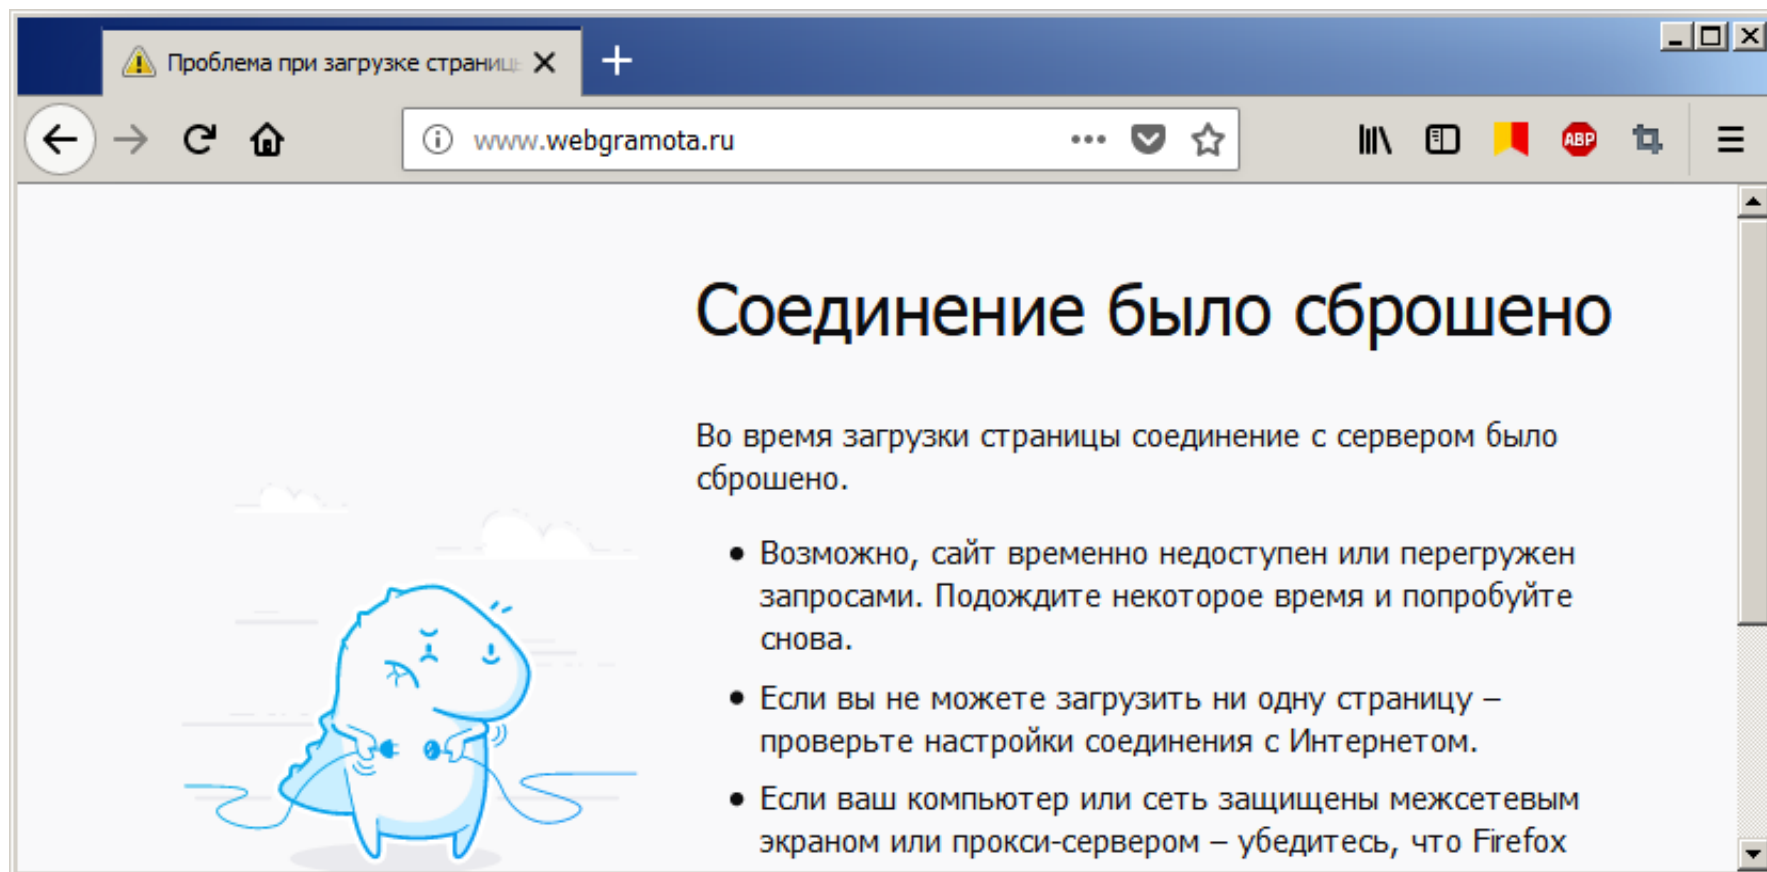 Проблема при загрузке страниц
www.webgramota.ru
ABP
Соединение было сброшено
Во время загрузки страницы соединение с сервером было
сброшено.
Возможно, сайт временно недоступен или перегружен
запросами. Подождите некоторое время и попробуйте
снова.
Если вы не можете загрузить ни одну страницу –
проверьте настройки соединения с Интернетом.
Если ваш компьютер или сеть защищены межсетевым
экраном или прокси-сервером – убедитесь, что Firefox